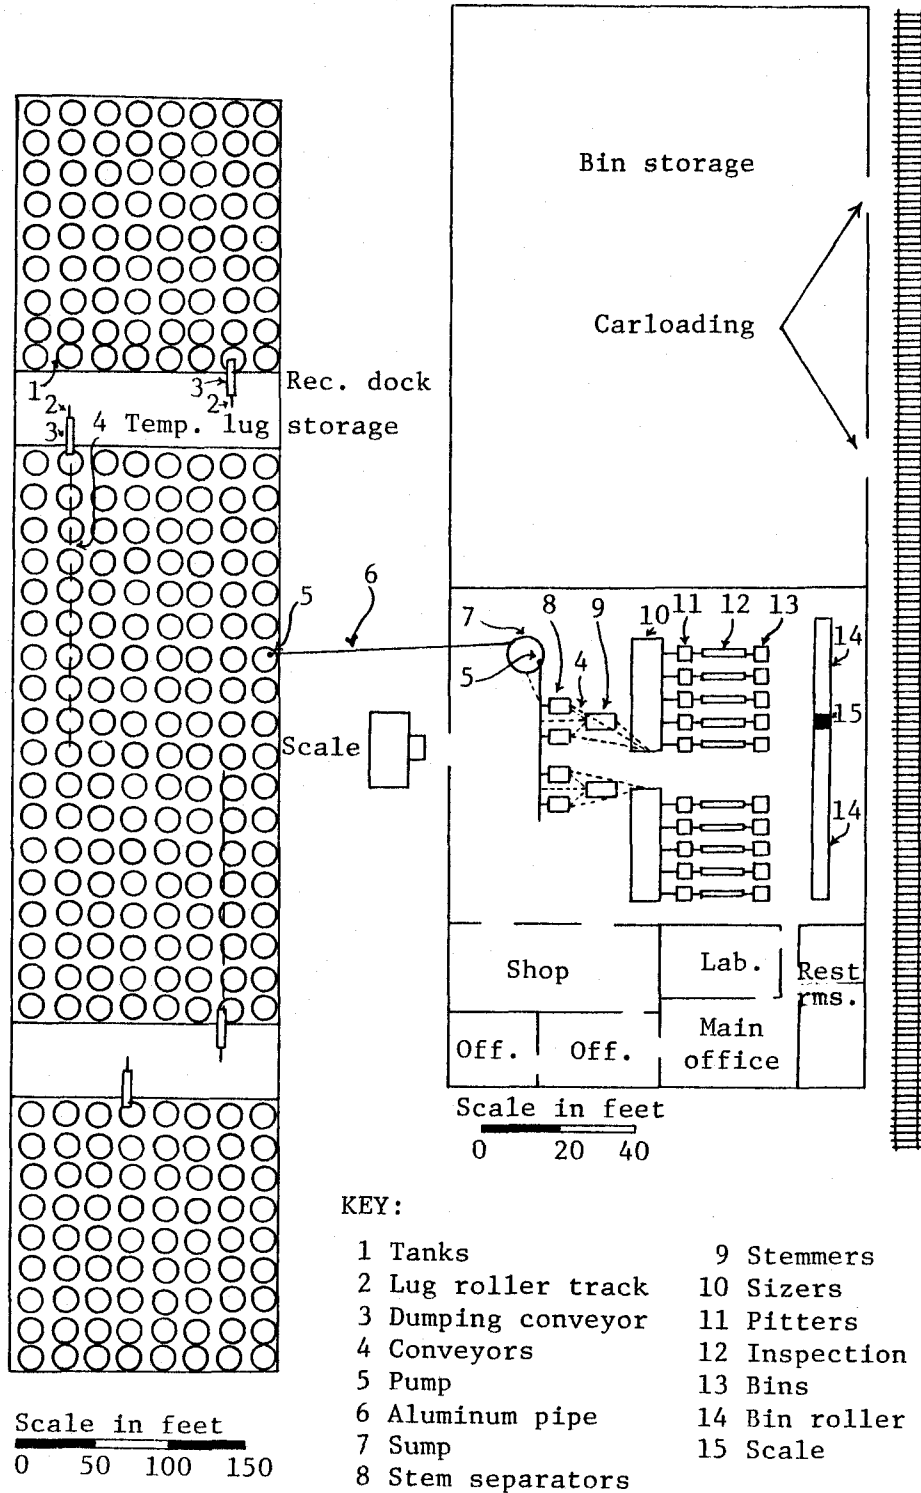 Bin storage
Carloading
1
2
3
3
2
Rec. dock
4 Temp. lug storage
5
6
7
8
9
10
11
12
13
4
5
14
15
14
Scale
Shop
Lab.
Rest
rms.
Off.
Off.
Main
office
Scale in feet
0 20 40
KEY:
1 Tanks
2 Lug roller track
3 Dumping conveyor
4 Conveyors
5 Pump
6 Aluminum pipe
7 Sump
8 Stem separators
9 Stemmers
10 Sizers
11 Pitters
12 Inspection
13 Bins
14 Bin roller
15 Scale
Scale in feet
0 50 100 150